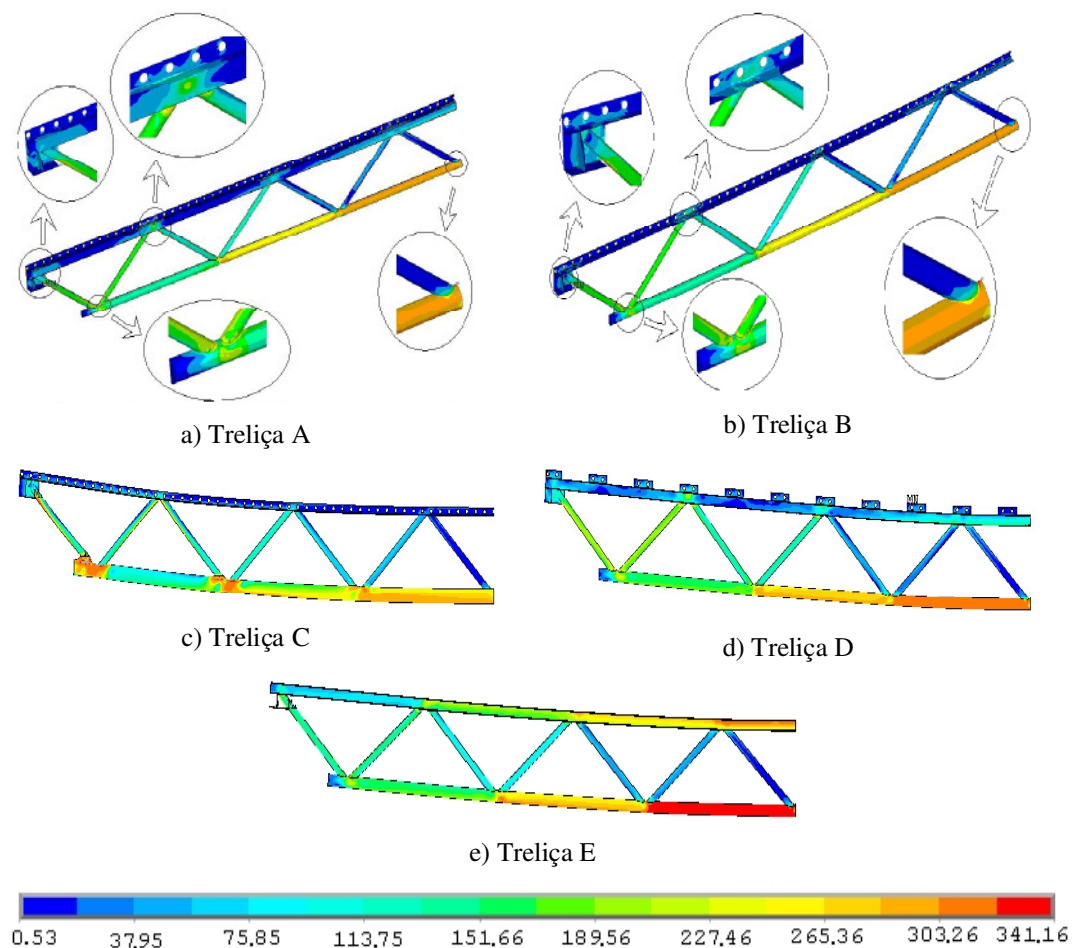 a) Treliça A
b) Treliça B
MN
c) Treliça C
d) Treliça D
e) Treliça E
0.53 37,95 75,85 113,75 151,66 189,56 227,46 265,36 303,26 341,16